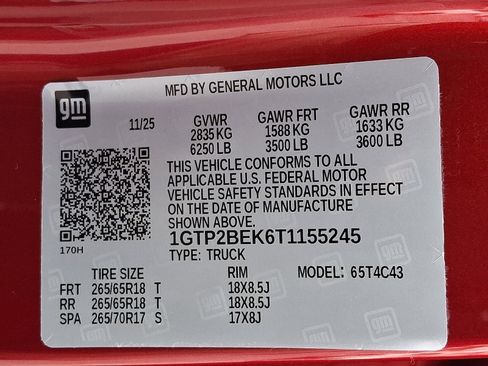 MFD BY GENERAL MOTORS LLC
gm
11/25 GVWR GAWR FRT GAWR RR
2835 KG 1588 KG 1633 KG
6250 LB 3500 LB 3600 LB
THIS VEHICLE CONFORMS TO ALL
APPLICABLE U.S. FEDERAL MOTOR
VEHICLE SAFETY STANDARDS IN EFFECT
ON THE DATE OF MANUFACTURE
SHOWN ABOVE.
170H
1GTP2BEK6T1155245
TYPE: TRUCK
TIRE SIZE RIM MODEL: 65T4C43
FRT 265/65R18 T 18X8.5J
RR 265/65R18 T 18X8.5J
SPA 265/70R17 S 17X8J
gm